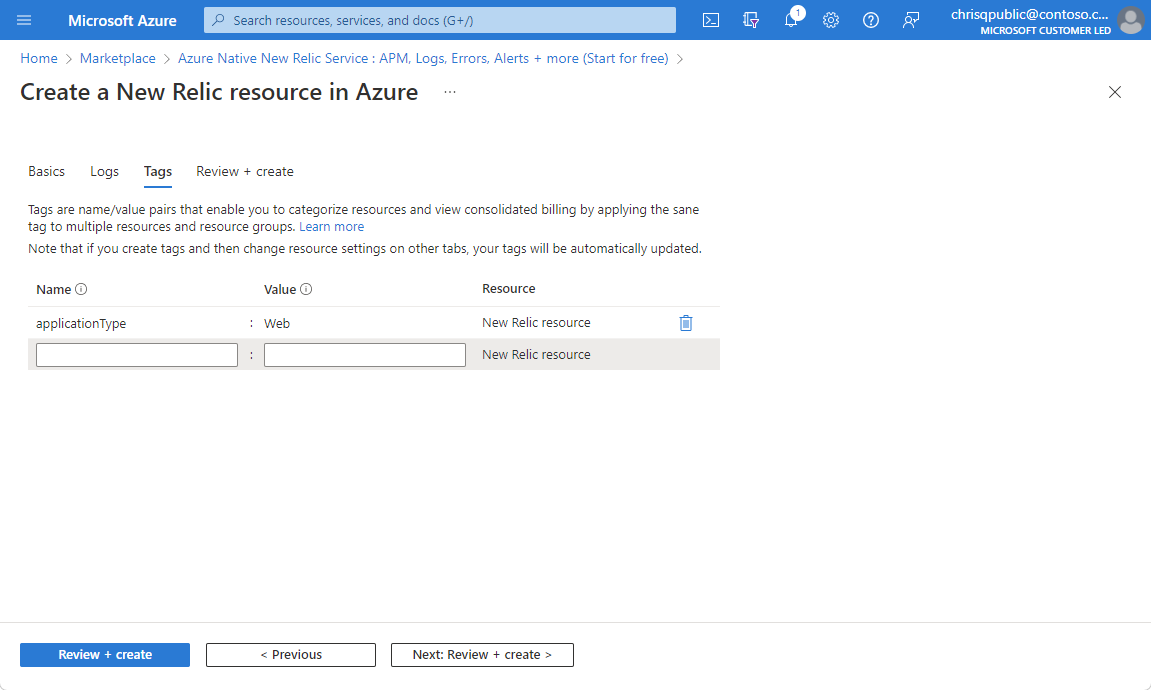 Microsoft Azure
Search resources, services, and docs (G+/)
1
chrisqpublic@contoso.c...
MICROSOFT CUSTOMER LED
Home > Marketplace > Azure Native New Relic Service : APM, Logs, Errors, Alerts + more (Start for free) >
Create a New Relic resource in Azure ...
Basics Logs Tags Review + create
Tags are name/value pairs that enable you to categorize resources and view consolidated billing by applying the sane
tag to multiple resources and resource groups. Learn more
Note that if you create tags and then change resource settings on other tabs, your tags will be automatically updated.
Name Value Resource
applicationType : Web New Relic resource
: New Relic resource
Review + create < Previous Next: Review + create >